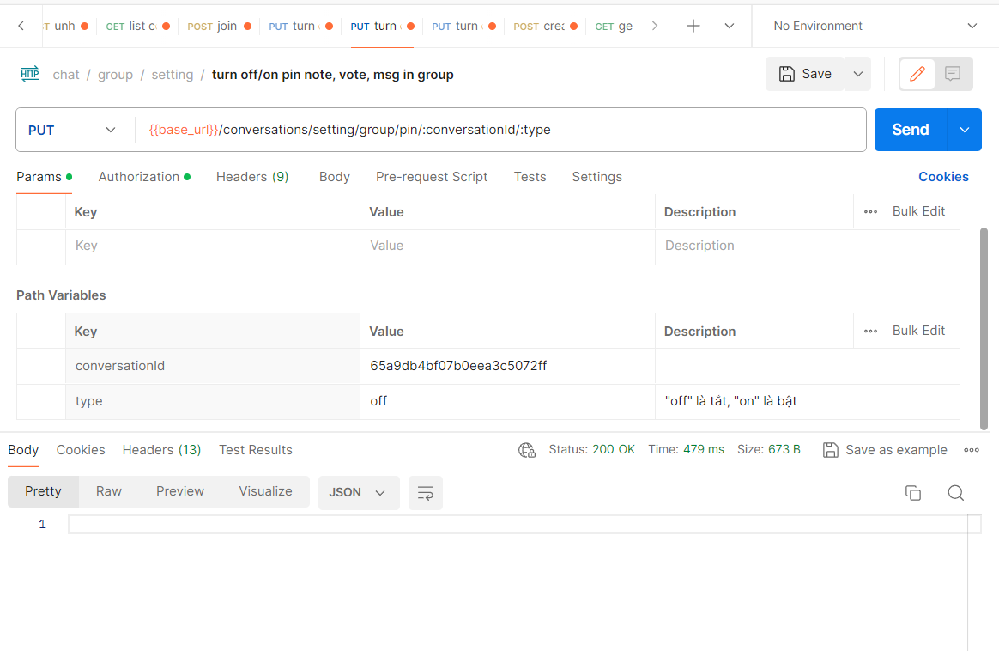 T unh GET list c POST join PUT turn PUT turn PUT turn POST crea GET ge No Environment
HTTP chat / group / setting / turn off/on pin note, vote, msg in group Save
PUT {{base_url}}/conversations/setting/group/pin/:conversationId/:type Send
Params Authorization Headers (9) Body Pre-request Script Tests Settings Cookies
Key Value Description Bulk Edit
Key Value Description
Path Variables
Key Value Description Bulk Edit
conversationId 65a9db4bf07b0eea3c5072ff
type off "off" là tắt, "on" là bật
Body Cookies Headers (13) Test Results Status: 200 OK Time: 479 ms Size: 673 B Save as example
Pretty Raw Preview Visualize JSON
1